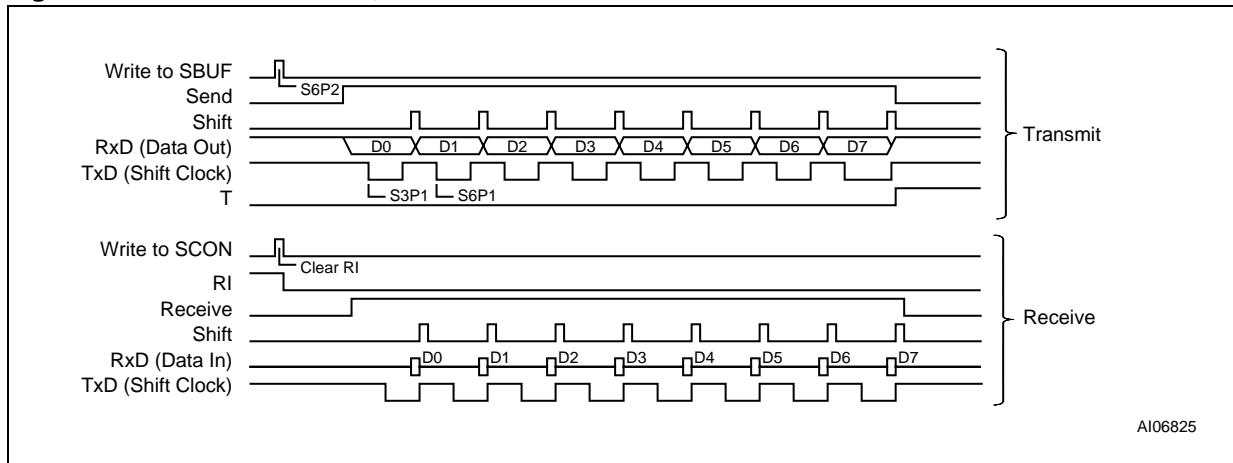 Write to SBUF
S6P2
Send
Shift
RxD (Data Out)
D0 D1 D2 D3 D4 D5 D6 D7
TxD (Shift Clock)
S3P1 S6P1
T
Transmit
Write to SCON
Clear RI
RI
Receive
Shift
RxD (Data In)
D0 D1 D2 D3 D4 D5 D6 D7
TxD (Shift Clock)
Receive
AI06825